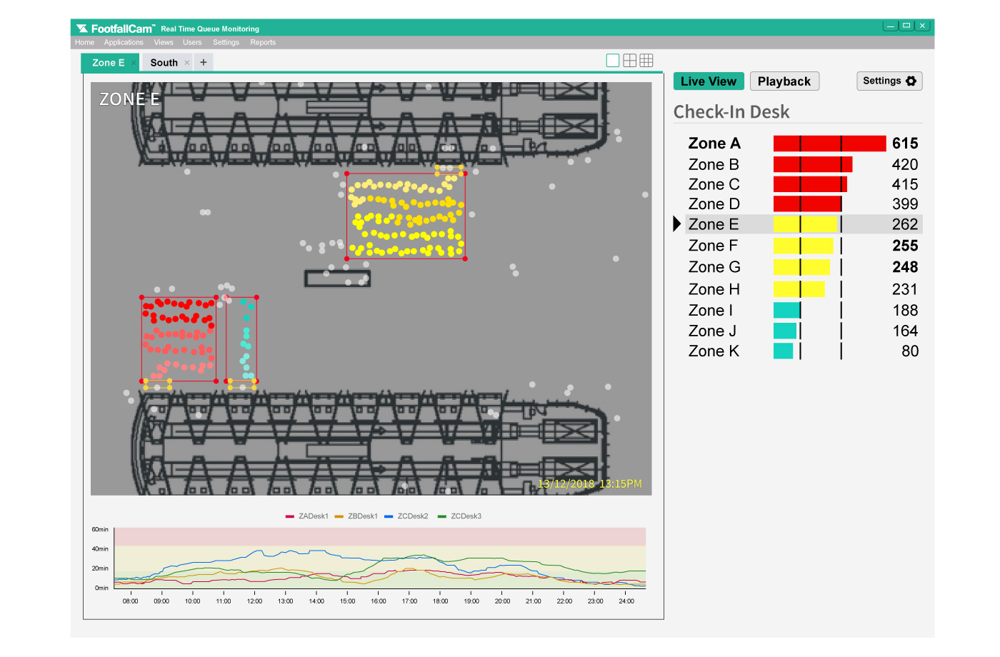 FootfallCam™ Real Time Queue Monitoring
Home Applications Views Users Settings Reports
Zone E × South × +
Live View Playback Settings
ZONE E
Check-In Desk
Zone A 615
Zone B 420
Zone C 415
Zone D 399
Zone E 262
Zone F 255
Zone G 248
Zone H 231
Zone I 188
Zone J 164
Zone K 80
13/12/2018 13:15PM
ZADesk1 ZBDesk1 ZCDesk2 ZCDesk3
60min
40min
20min
0min
08:00 09:00 10:00 11:00 12:00 13:00 14:00 15:00 16:00 17:00 18:00 19:00 20:00 21:00 22:00 23:00 24:00